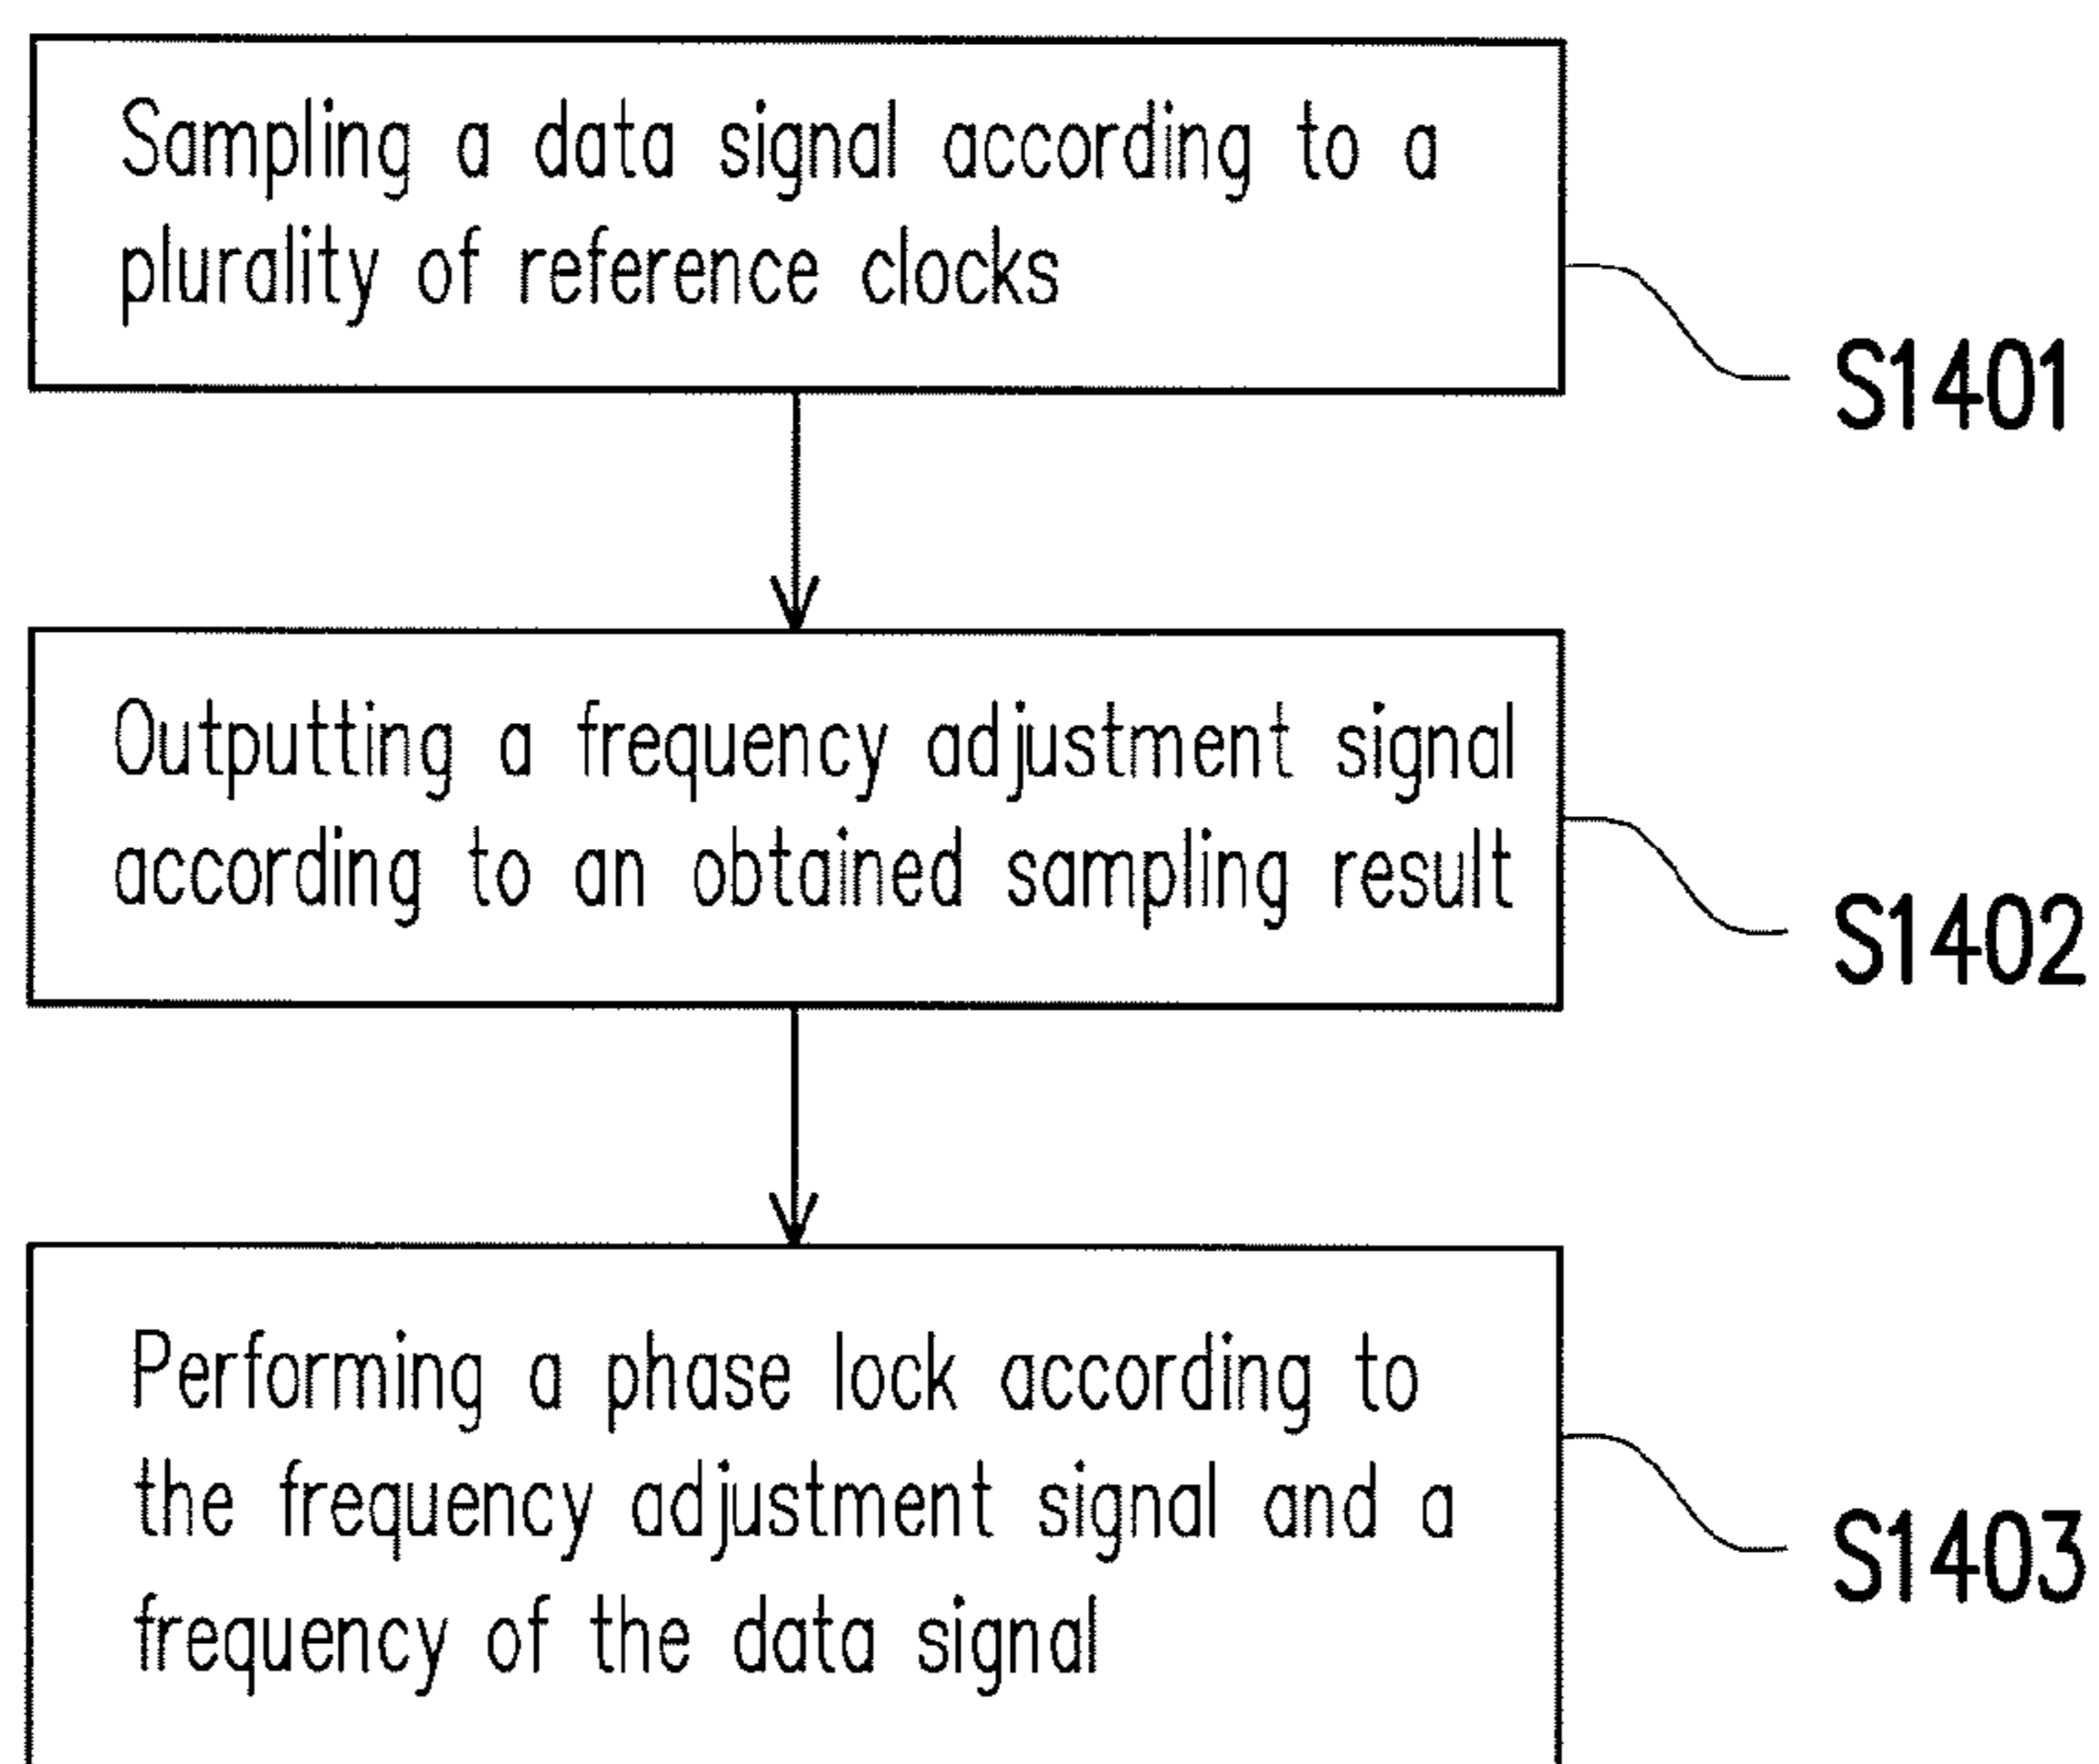 Sampling a data signal according to a
plurality of reference clocks
S1401
Outputting a frequency adjustment signal
according to an obtained sampling result
S1402
Performing a phase lock according to
the frequency adjustment signal and a
frequency of the data signal
S1403